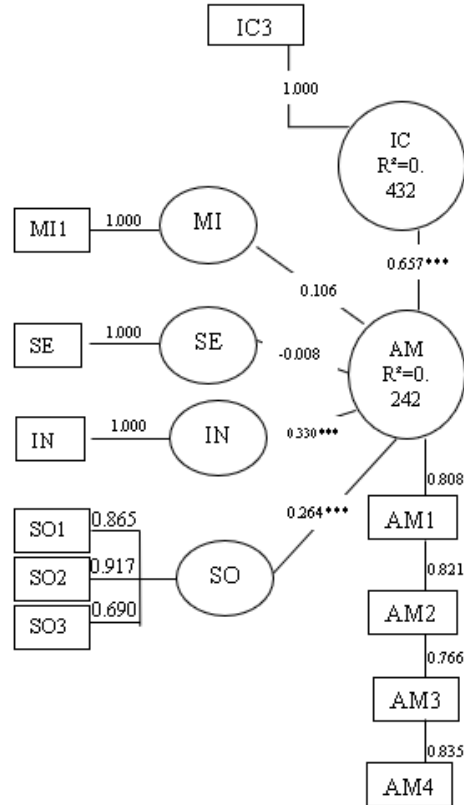 IC3
1.000
IC
R²=0.
432
MI1
1.000
MI
0.657***
0.106
SE
1.000
SE
-0.008
AM
R²=0.
242
IN
1.000
IN
0.330***
0.808
SO1
0.865
0.264***
AM1
SO2
0.917
SO
0.821
SO3
0.690
AM2
0.766
AM3
0.835
AM4